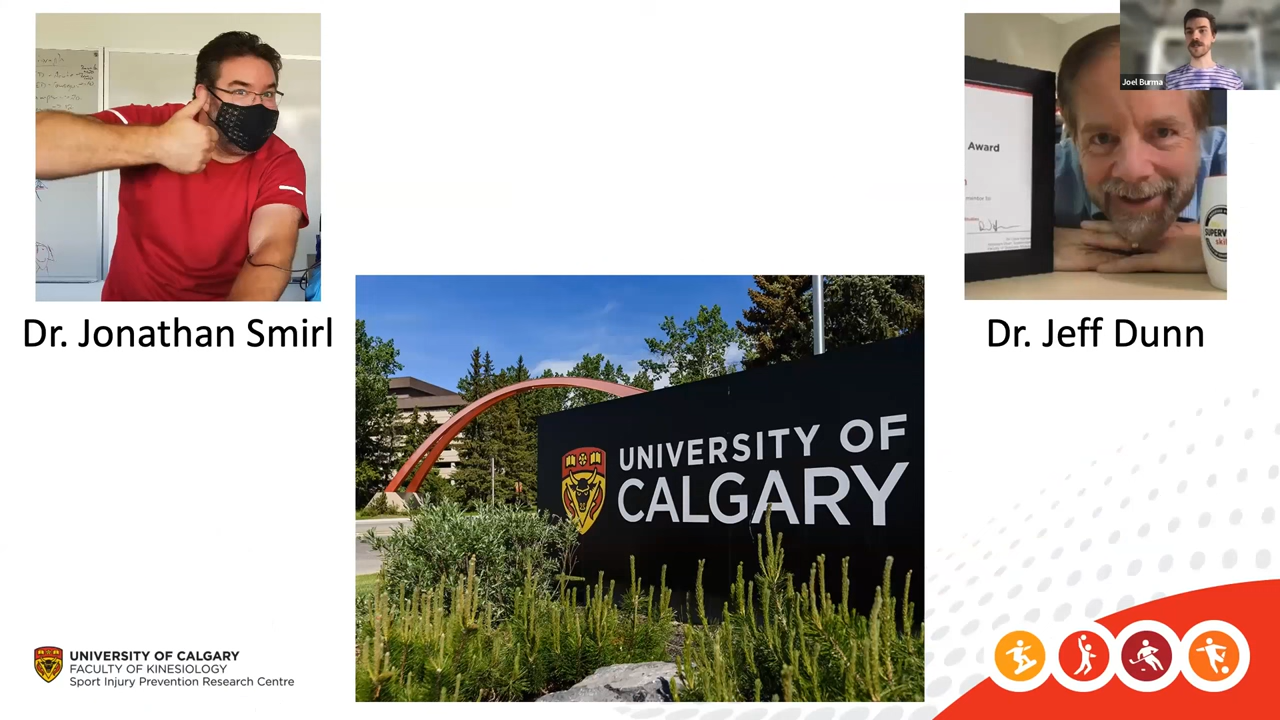 Joel Burma
Award
SUPERV
Dr. Jonathan Smirl
Dr. Jeff Dunn
UNIVERSITY OF
CALGARY
UNIVERSITY OF CALGARY
FACULTY OF KINESIOLOGY
Sport Injury Prevention Research Centre